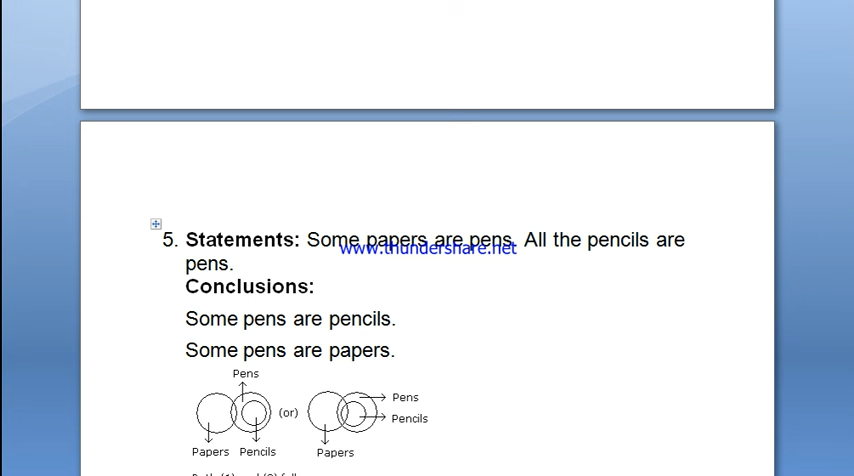 5. Statements: Some papers are pens. All the pencils are
www.thundershare.net
pens.
Conclusions:
Some pens are pencils.
Some pens are papers.
Pens
(or)
Pens
Pencils
Papers Pencils
Papers